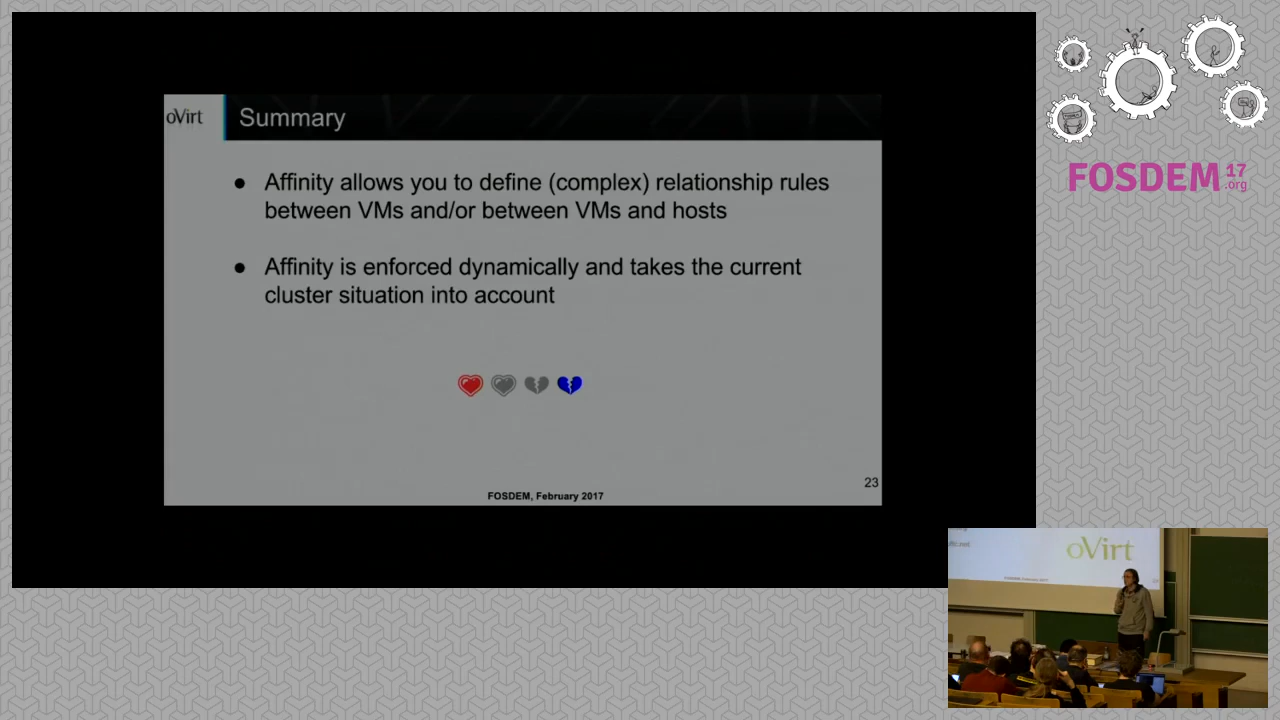 oVirt
Summary
● Affinity allows you to define (complex) relationship rules
between VMs and/or between VMs and hosts
● Affinity is enforced dynamically and takes the current
cluster situation into account
FOSDEM, February 2017
23
FOSDEM 17
.org
oVirt